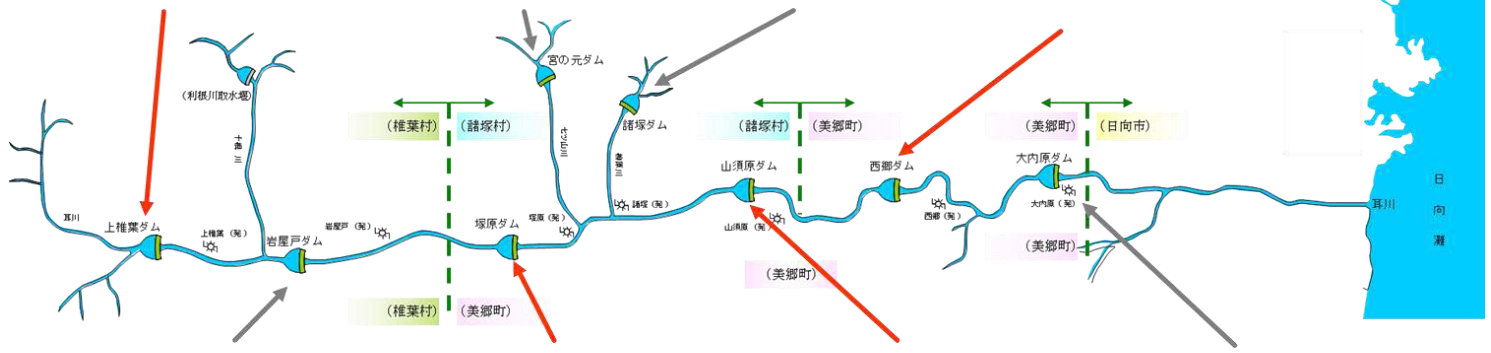 宮の元ダム
(利根川取水堰)
(椎葉村)
(諸塚村)
諸塚ダム
(諸塚村)
(美郷町)
(美郷町)
(日向市)
十根川
七ツ山川
山須原ダム
西郷ダム
大内原ダム
日向灘
耳川
上椎葉ダム
上椎葉(発)
岩屋戸ダム
岩屋戸(発)
塚原ダム
塚原(発)
諸塚(発)
山須原(発)
西郷(発)
大内原(発)
耳川
(美郷町)
(美郷町)
(椎葉村)
(美郷町)